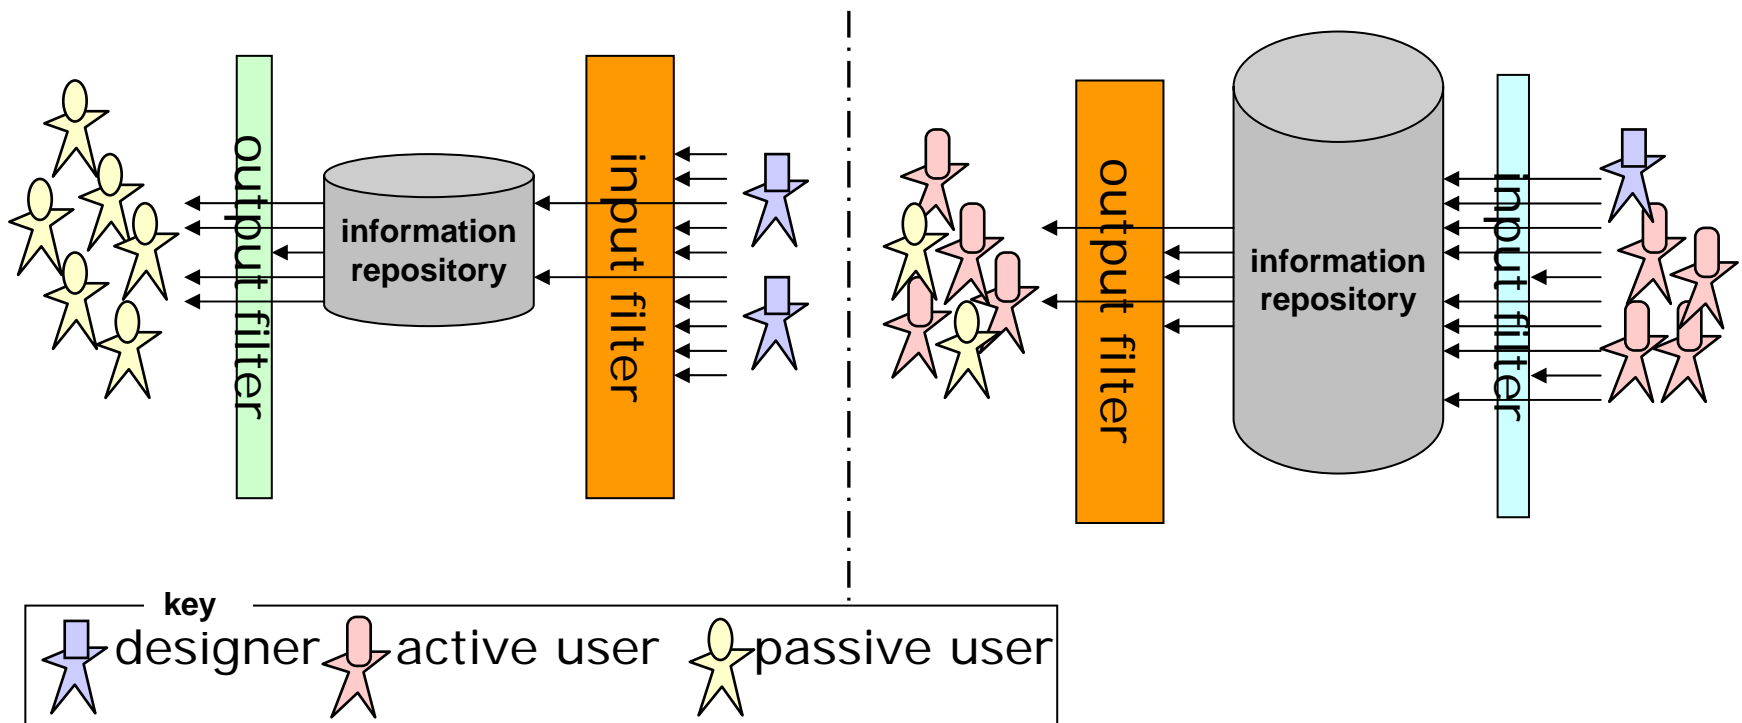 output filter
information
repository
input filter
output filter
information
repository
input filter
key
designer
active user
passive user